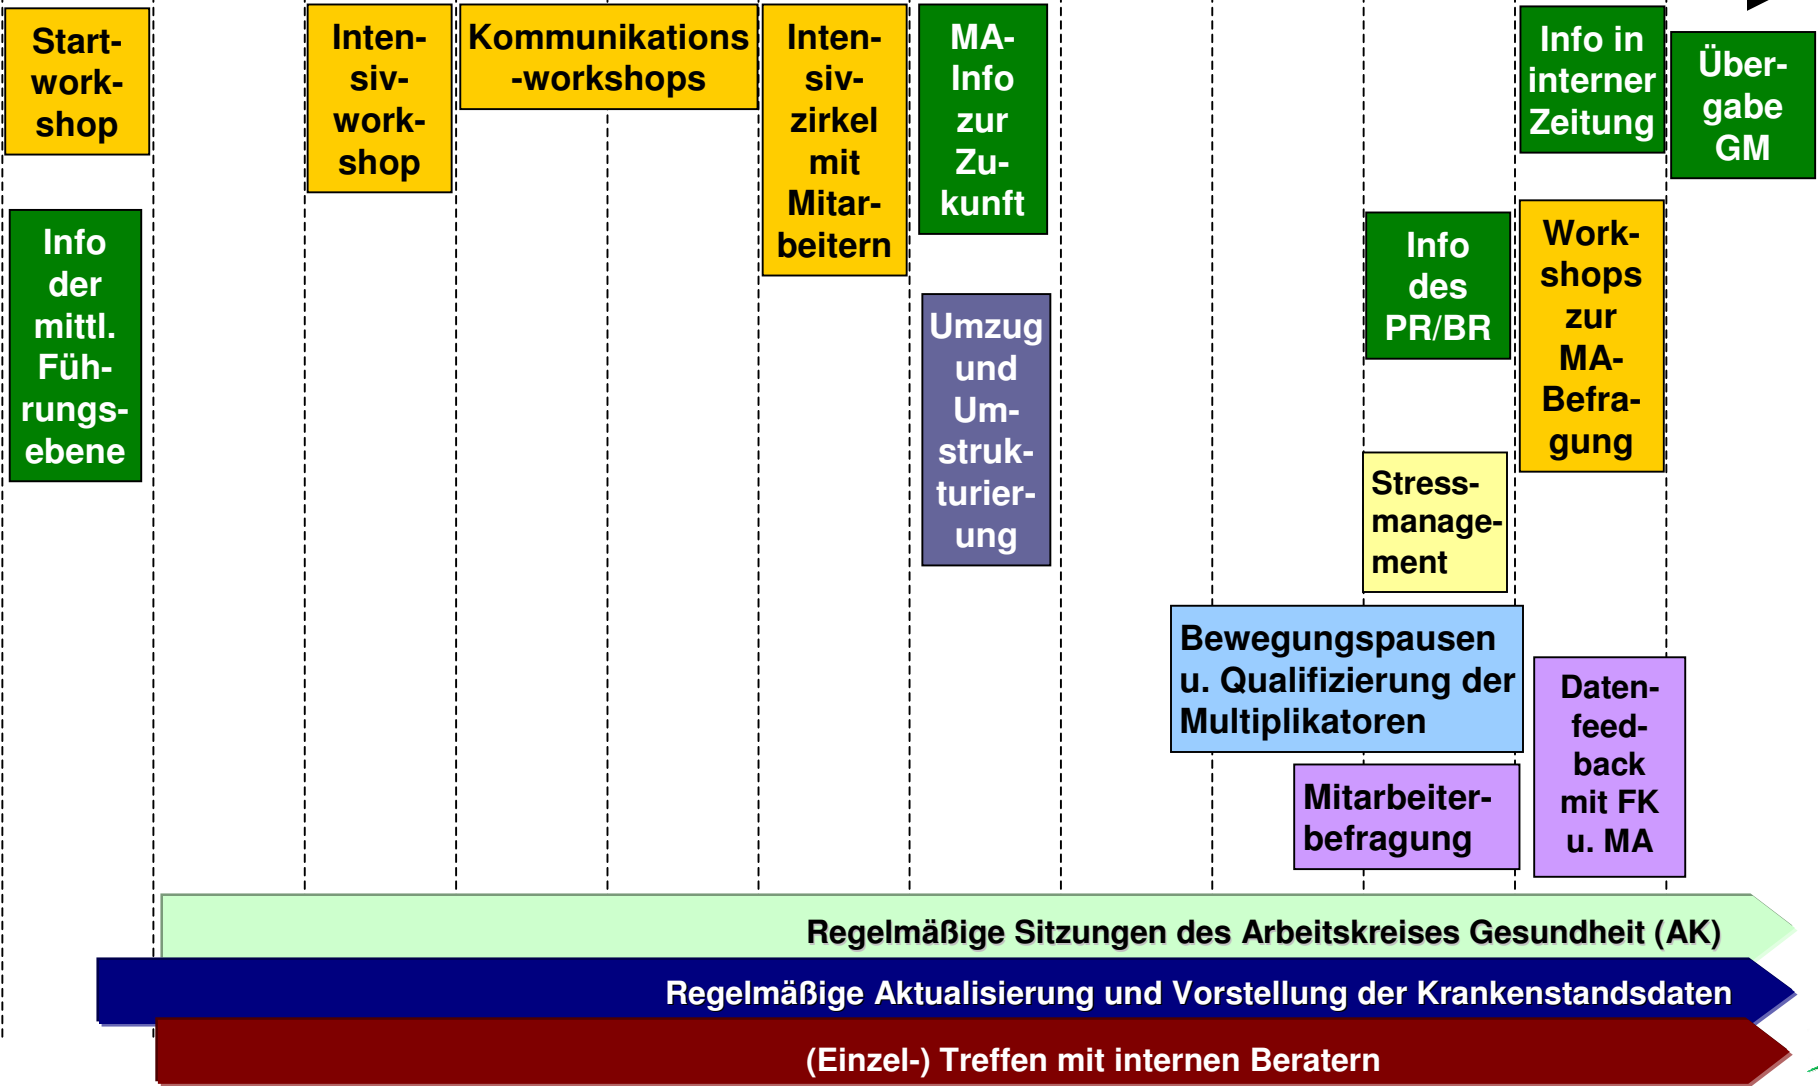 Start-
work-
shop
Inten-
siv-
work-
shop
Kommunikations
-workshops
Inten-
siv-
zirkel
mit
Mitar-
beitern
MA-
Info
zur
Zu-
kunft
Info in
interner
Zeitung
Über-
gabe
GM
Info
der
mittl.
Füh-
rungs-
ebene
Umzug
und
Um-
struk-
turier-
ung
Info
des
PR/BR
Work-
shops
zur
MA-
Befra-
gung
Stress-
manage-
ment
Bewegungspausen
u. Qualifizierung der
Multiplikatoren
Mitarbeiter-
befragung
Daten-
feed-
back
mit FK
u. MA
Regelmäßige Sitzungen des Arbeitskreises Gesundheit (AK)
Regelmäßige Aktualisierung und Vorstellung der Krankenstandsdaten
(Einzel-) Treffen mit internen Beratern